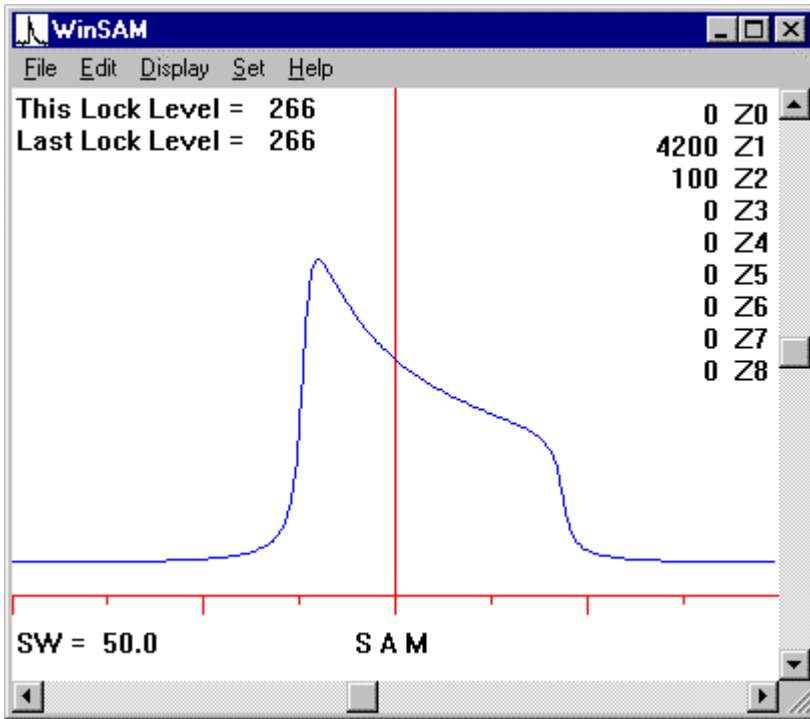 WinSAM
File Edit Display Set Help
This Lock Level = 266
Last Lock Level = 266
0 Z0
4200 Z1
100 Z2
0 Z3
0 Z4
0 Z5
0 Z6
0 Z7
0 Z8
SW = 50.0
S A M